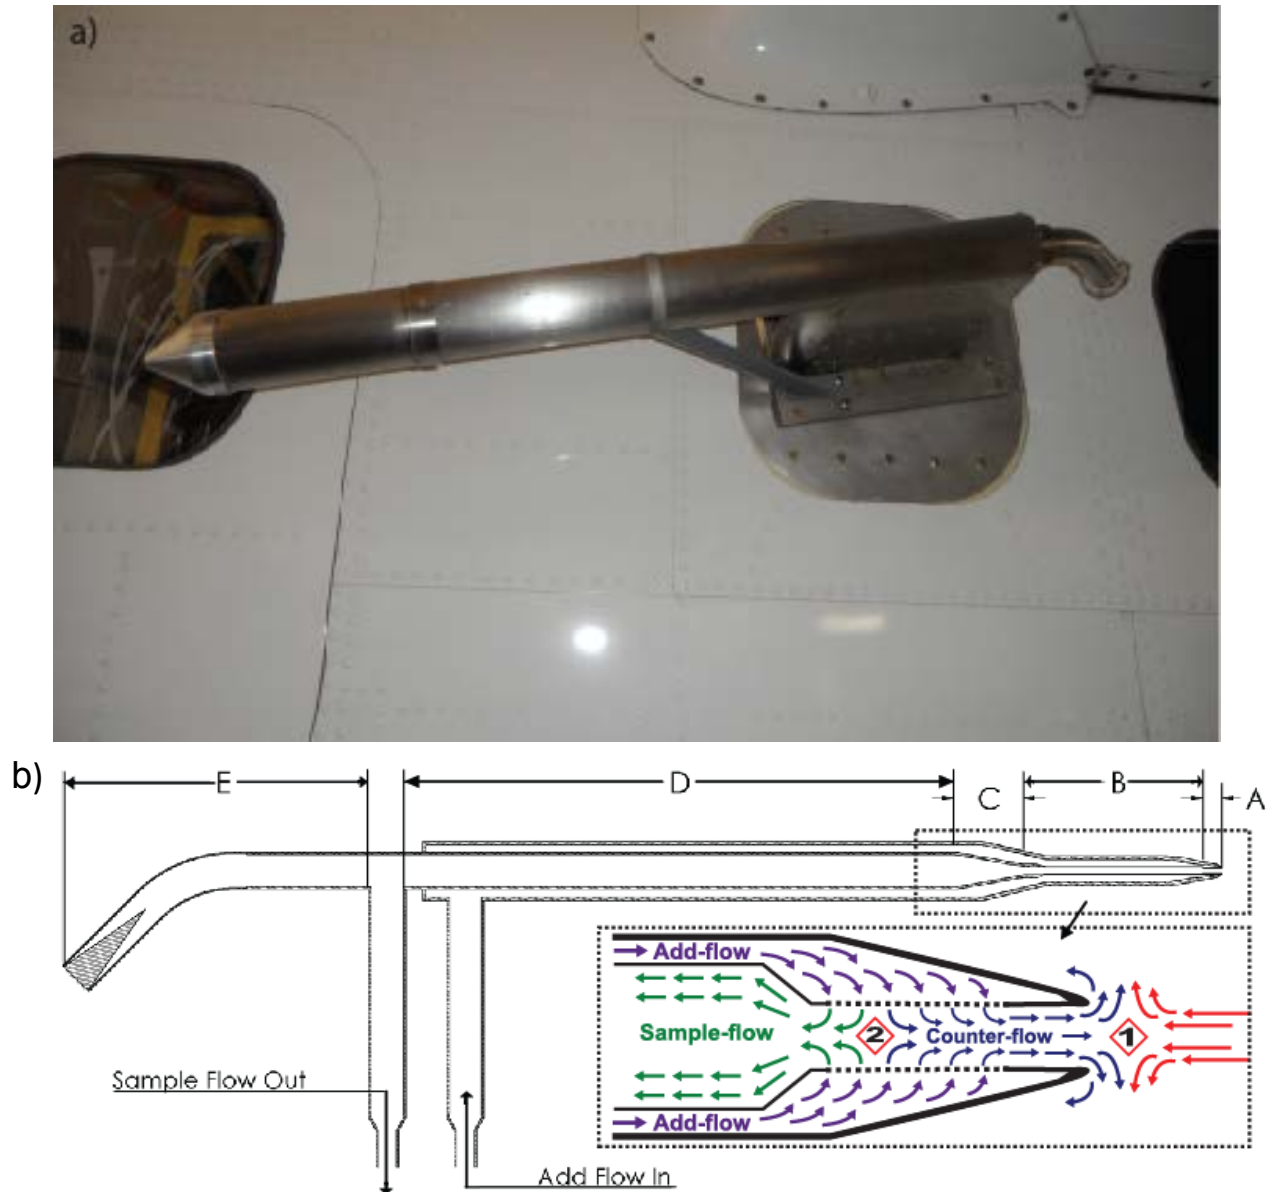 a)
b)
E
D
C
B
A
Add-flow
Sample-flow
2
Counter-flow
1
Add-flow
Sample Flow Out
Add Flow In